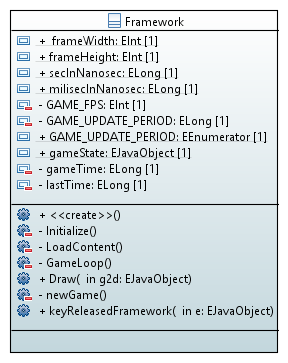 Framework
+ frameWidth: EInt [1]
+ frameHeight: EInt [1]
+ secInNanosec: ELong [1]
+ milisecInNanosec: ELong [1]
- GAME_FPS: EInt [1]
- GAME_UPDATE_PERIOD: ELong [1]
+ GAME_UPDATE_PERIOD: EEnumerator [1]
+ gameState: EJavaObject [1]
- gameTime: ELong [1]
- lastTime: ELong [1]
+ <<create>>()
- Initialize()
- LoadContent()
- GameLoop()
+ Draw( in g2d: EJavaObject)
- newGame()
+ keyReleasedFramework( in e: EJavaObject)